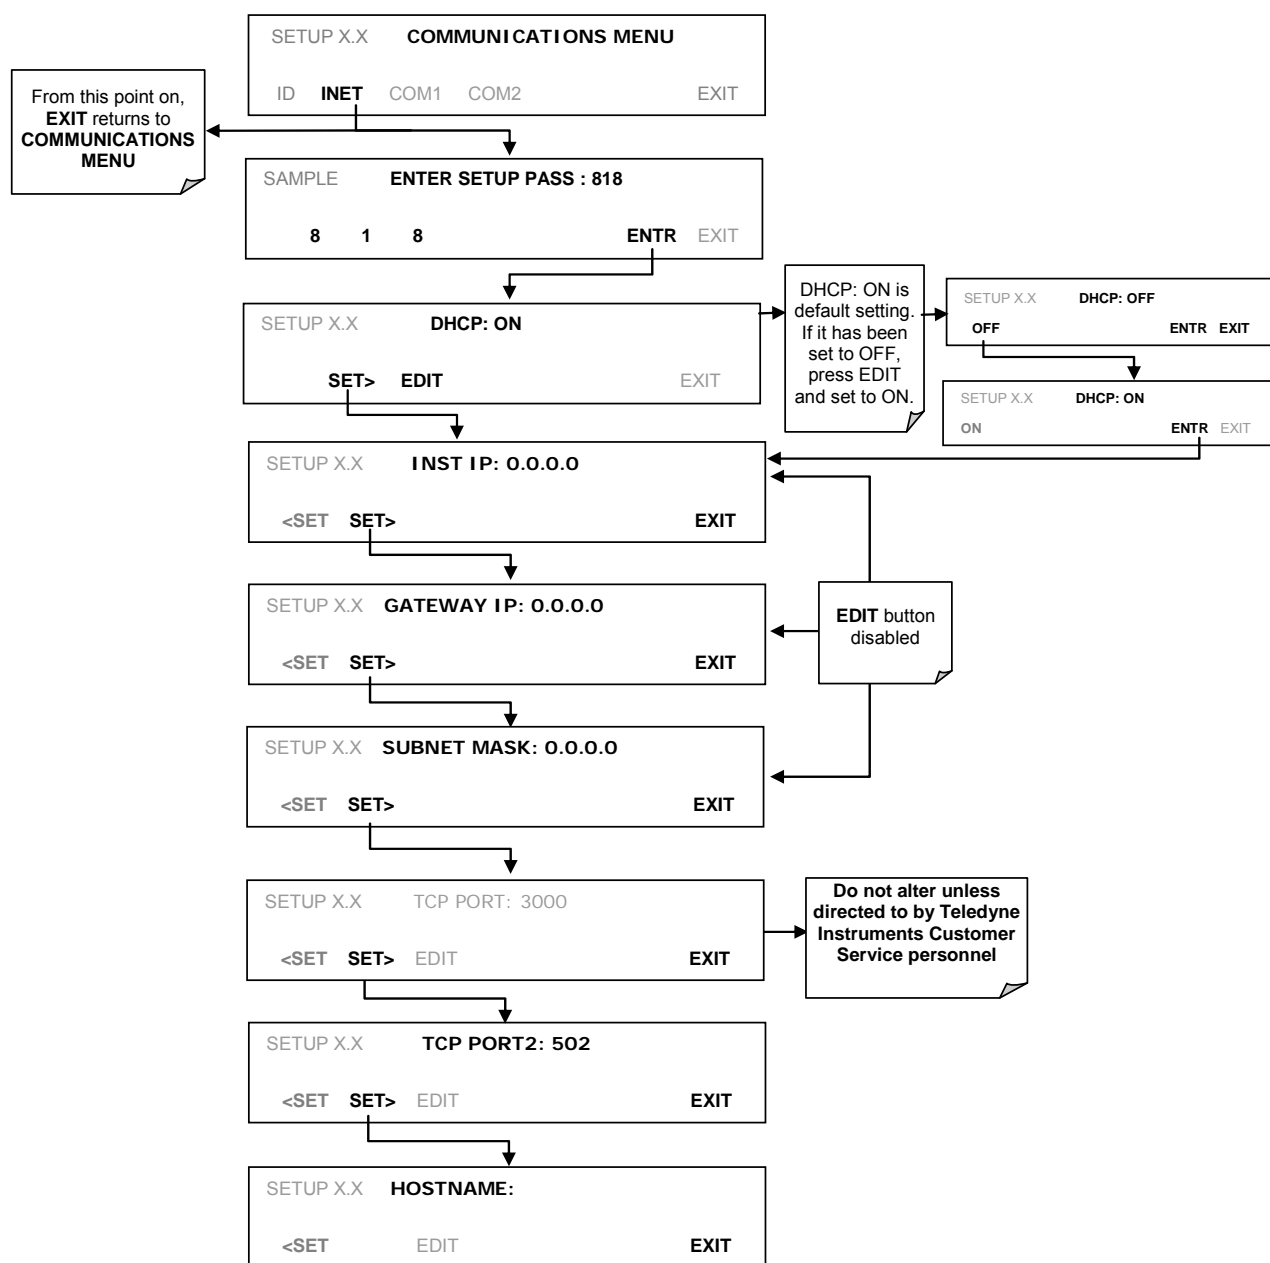 SETUP X.X COMMUNICATIONS MENU
ID INET COM1 COM2 EXIT
From this point on,
EXIT returns to
COMMUNICATIONS
MENU
SAMPLE ENTER SETUP PASS : 818
8 1 8 ENTR EXIT
SETUP X.X DHCP: ON
SET> EDIT EXIT
DHCP: ON is
default setting.
If it has been
set to OFF,
press EDIT
and set to ON.
SETUP X.X DHCP: OFF
OFF ENTR EXIT
SETUP X.X DHCP: ON
ON ENTR EXIT
SETUP X.X INST IP: 0.0.0.0
<SET SET> EXIT
SETUP X.X GATEWAY IP: 0.0.0.0
<SET SET> EXIT
EDIT button
disabled
SETUP X.X SUBNET MASK: 0.0.0.0
<SET SET> EXIT
SETUP X.X TCP PORT: 3000
<SET SET> EDIT EXIT
Do not alter unless
directed to by Teledyne
Instruments Customer
Service personnel
SETUP X.X TCP PORT2: 502
<SET SET> EDIT EXIT
SETUP X.X HOSTNAME:
<SET EDIT EXIT